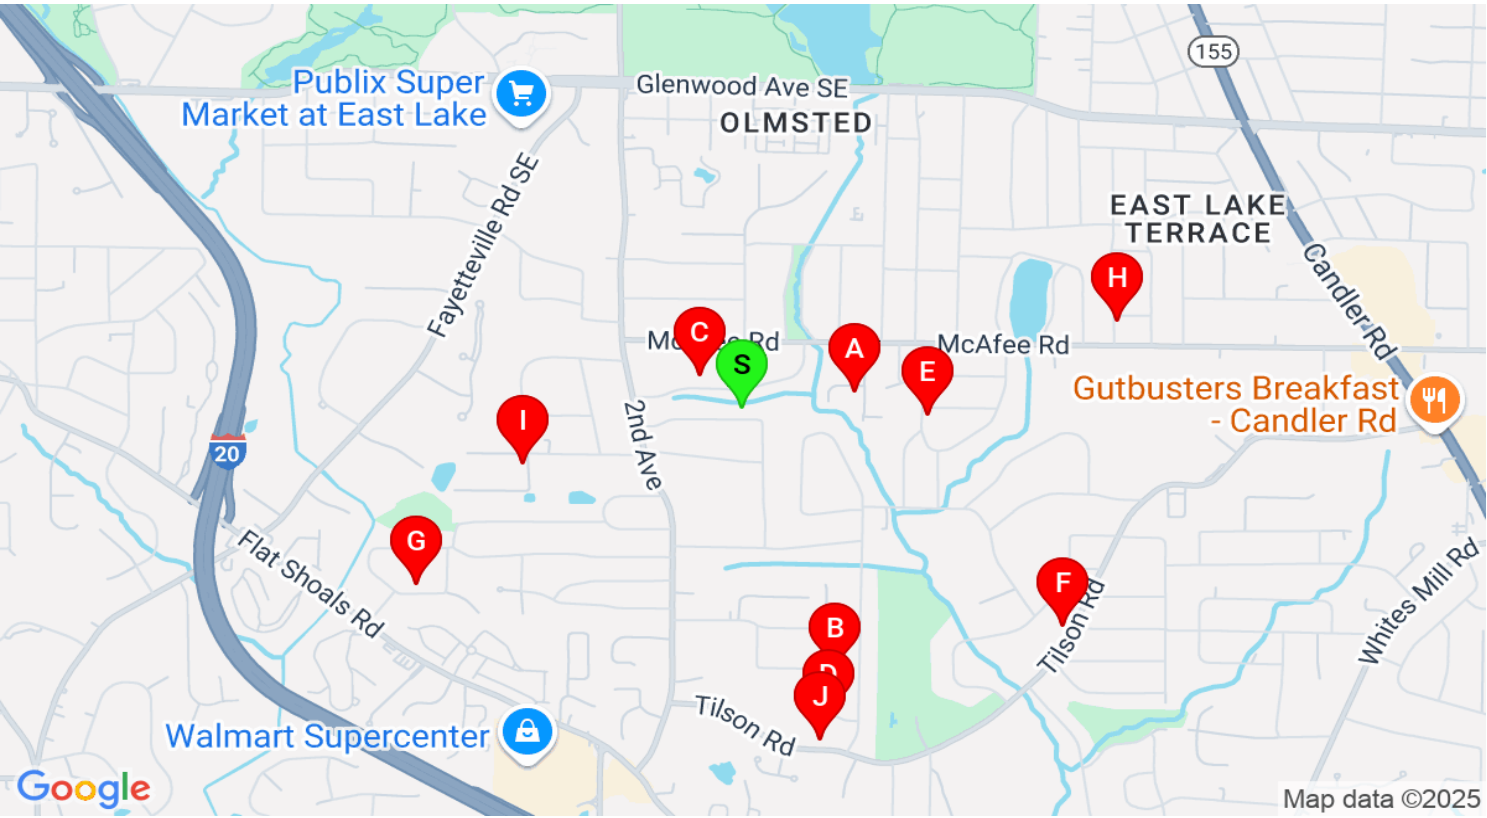 155
Publix Super
Market at East Lake
Glenwood Ave SE
OLMSTED
Fayetteville Rd SE
EAST LAKE
TERRACE
Candler Rd
H
C
McAfee Rd
S
A
E
McAfee Rd
Gutbusters Breakfast
- Candler Rd
I
2nd Ave
20
G
Flat Shoals Rd
F
Tilson Rd
Whites Mill Rd
B
D
J
Tilson Rd
Walmart Supercenter
Google
Map data ©2025